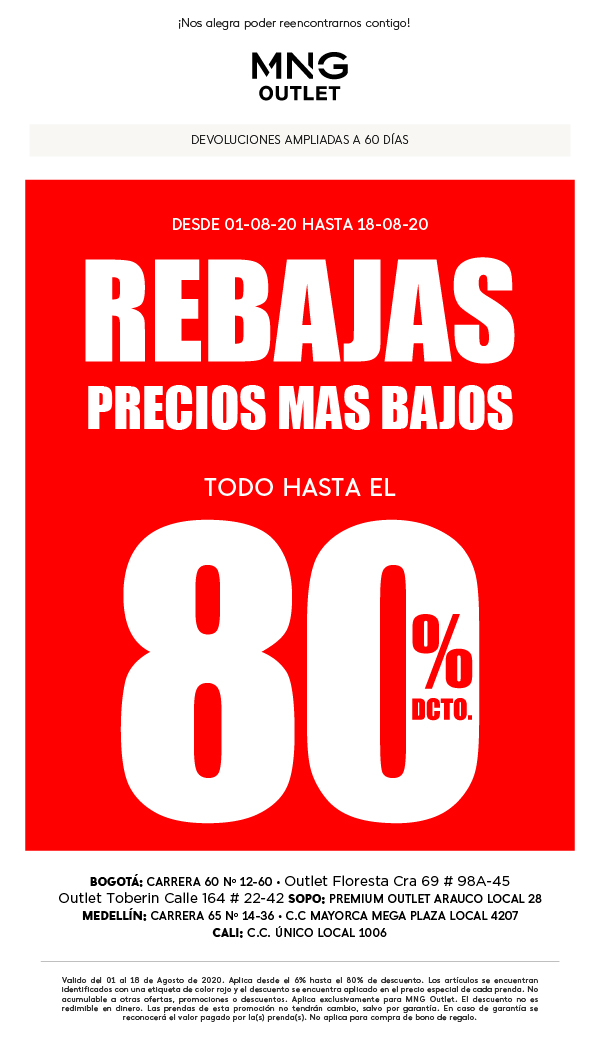 ¡Nos alegra poder reencontrarnos contigo!
MNG
OUTLET
DEVOLUCIONES AMPLIADAS A 60 DÍAS
DESDE 01-08-20 HASTA 18-08-20
REBAJAS
PRECIOS MAS BAJOS
TODO HASTA EL
80%
DCTO.
BOGOTÁ: CARRERA 60 Nº 12-60 • Outlet Floresta Cra 69 # 98A-45
Outlet Toberin Calle 164 # 22-42 SOPO: PREMIUM OUTLET ARAUCO LOCAL 28
MEDELLÍN: CARRERA 65 Nº 14-36 • C.C MAYORCA MEGA PLAZA LOCAL 4207
CALI: C.C. ÚNICO LOCAL 1006
Valido del 01 al 18 de Agosto de 2020. Aplica desde el 6% hasta el 80% de descuento. Los artículos se encuentran
identificados con una etiqueta de color rojo y el descuento se encuentra aplicado en el precio especial de cada prenda. No
acumulable a otras ofertas, promociones o descuentos. Aplica exclusivamente para MNG Outlet. El descuento no es
redimible en dinero. Las prendas de esta promoción no tendrán cambio, salvo por garantía. En caso de garantía se
reconocerá el valor pagado por la(s) prenda(s). No aplica para compra de bono de regalo.